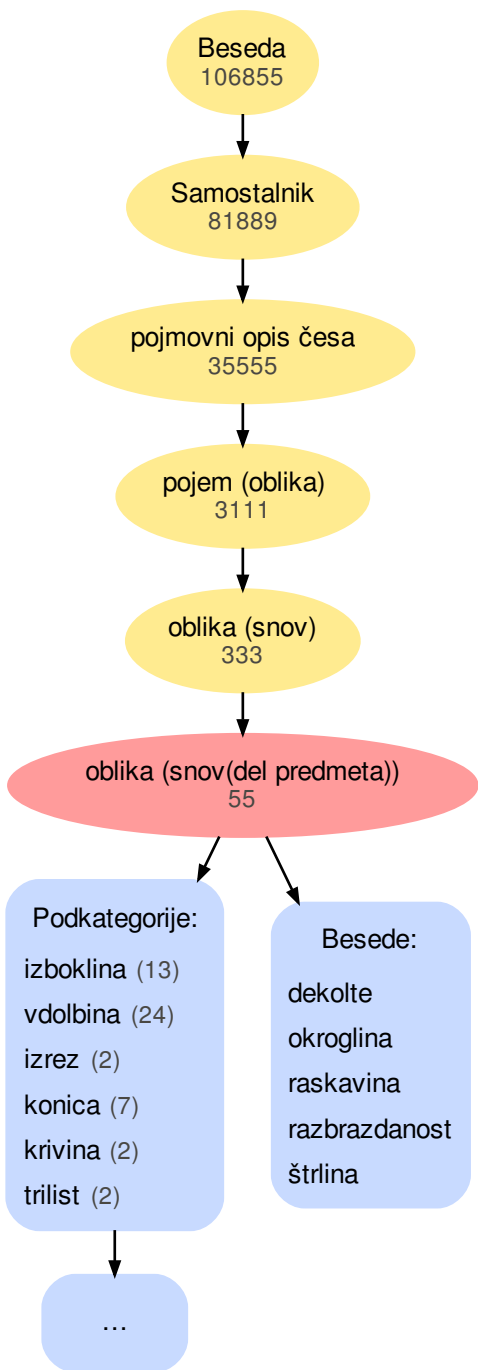 Beseda
106855
Samostalnik
81889
pojmovni opis česa
35555
pojem (oblika)
3111
oblika (snov)
333
oblika (snov(del predmeta))
55
Podkategorije:
izboklina (13)
vdolbina (24)
izrez (2)
konica (7)
krivina (2)
trilist (2)
...
Besede:
dekolte
okroglina
raskavina
razbrazdanost
štrlina